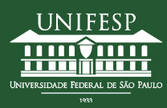 UNIFESP
UNIVERSIDADE FEDERAL DE SÃO PAULO
1933